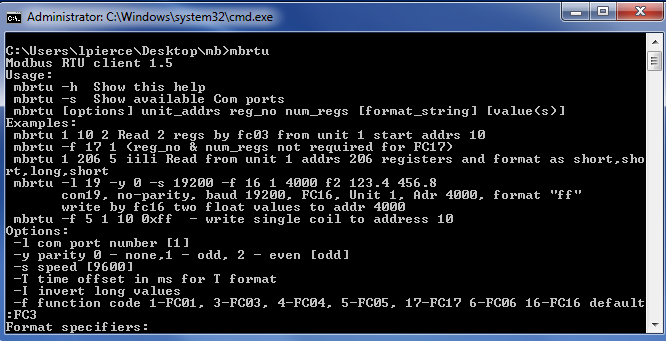 Administrator: C:\Windows\system32\cmd.exe
C:\Users\lpierce\Desktop\mb>mbrtu
Modbus RTU client 1.5
Usage:
 mbrtu -h  Show this help
 mbrtu -s  Show available Com ports
 mbrtu [options] unit_addrs reg_no num_regs [format_string] [value(s)]
Examples:
 mbrtu 1 10 2 Read 2 regs by fc03 from unit 1 start addrs 10
 mbrtu -f 17 1 (reg_no & num_regs not required for FC17)
 mbrtu 1 206 5 iili Read from unit 1 addrs 206 registers and format as short,sho
rt,long,short
 mbrtu -l 19 -y 0 -s 19200 -f 16 1 4000 f2 123.4 456.8
       com19, no-parity, baud 19200, FC16, Unit 1, Adr 4000, format "ff"
       write by fc16 two float values to addr 4000
 mbrtu -f 5 1 10 0xff  - write single coil to address 10
Options:
 -l com port number [1]
 -y parity 0 - none,1 - odd, 2 - even [odd]
 -s speed [9600]
 -T time offset in ms for T format
 -I invert long values
 -f function code 1-FC01, 3-FC03, 4-FC04, 5-FC05, 17-FC17 6-FC06 16-FC16 default
:FC3
Format specifiers: